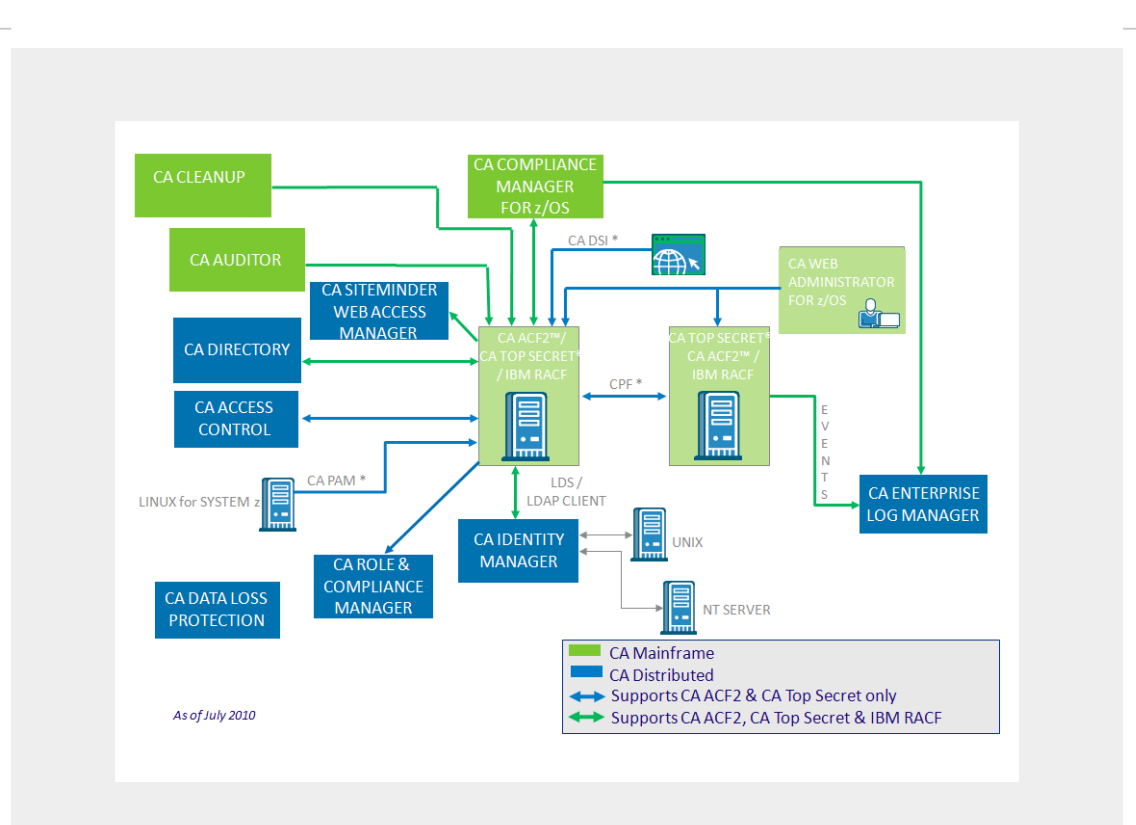 CA CLEANUP
CA COMPLIANCE
MANAGER
FOR z/OS
CA AUDITOR
CA DSI *
CA WEB
ADMINISTRATOR
FOR z/OS
CA SITEMINDER
WEB ACCESS
MANAGER
CA DIRECTORY
CA ACF2™/
CA TOP SECRET®
/ IBM RACF
CA TOP SECRET®
CA ACF2™ /
IBM RACF
CPF *
CA ACCESS
CONTROL
E
V
E
N
T
S
CA PAM *
LINUX for SYSTEM z
LDS /
LDAP CLIENT
CA ENTERPRISE
LOG MANAGER
CA IDENTITY
MANAGER
UNIX
CA ROLE &
COMPLIANCE
MANAGER
NT SERVER
CA DATA LOSS
PROTECTION
CA Mainframe
CA Distributed
Supports CA ACF2 & CA Top Secret only
Supports CA ACF2, CA Top Secret & IBM RACF
As of July 2010